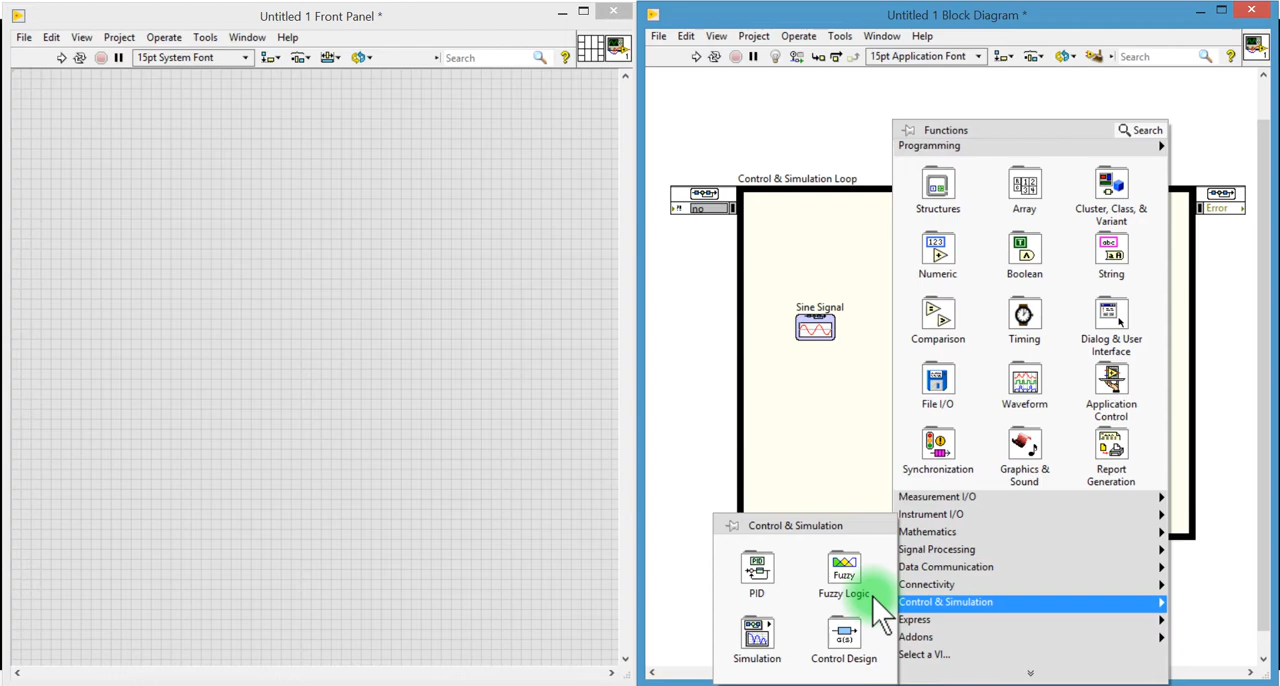 Untitled 1 Front Panel *
File Edit View Project Operate Tools Window Help
15pt System Font Search
Untitled 1 Block Diagram *
File Edit View Project Operate Tools Window Help
15pt Application Font Search
Control & Simulation Loop
no
Error
Sine Signal
Functions Search
Programming
Structures Array Cluster, Class, &
Variant
Numeric Boolean String
Comparison Timing Dialog & User
Interface
File I/O Waveform Application
Control
Synchronization Graphics & Report
Sound Generation
Measurement I/O
Instrument I/O
Mathematics
Signal Processing
Data Communication
Connectivity
Control & Simulation
Express
Addons
Select a VI...
Control & Simulation
PID Fuzzy
PID Fuzzy Logic
G(s)
Simulation Control Design